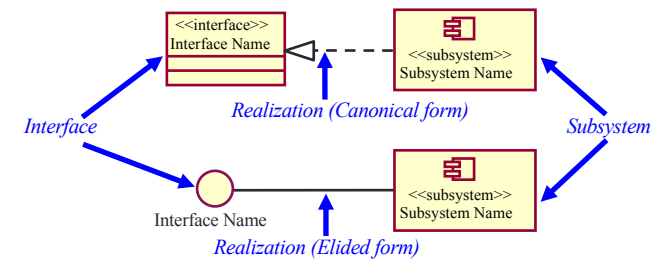 <<interface>>
Interface Name
<<subsystem>>
Subsystem Name
Realization (Canonical form)
Interface
Subsystem
<<subsystem>>
Subsystem Name
Interface Name
Realization (Elided form)